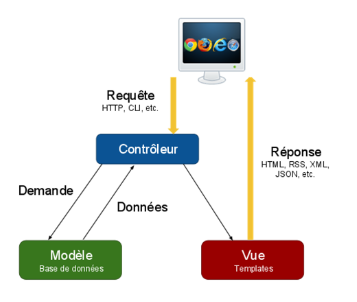 Requête
HTTP, CLI, etc.
Contrôleur
Réponse
HTML, RSS, XML,
JSON, etc.
Demande
Données
Modèle
Base de données
Vue
Templates